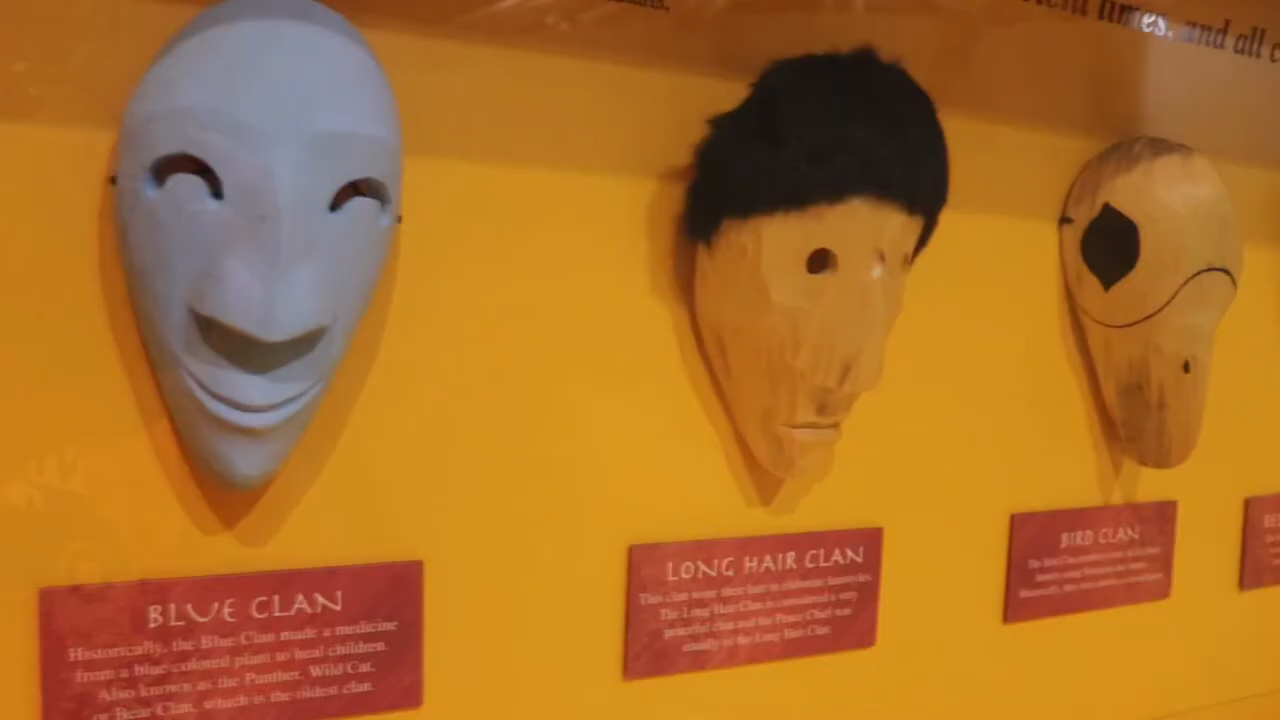 times, and all
BLUE CLAN
Historically, the Blue Clan made a medicine
from a blue colored plant to heal children.
Also known as the Panther, Wild Cat,
or Bear Clan, which is the oldest clan.
LONG HAIR CLAN
This clan wore their hair in elaborate hairstyles.
The Long Hair Clan is considered a very
peaceful clan and the Peace Chief was
usually of the Long Hair Clan.
BIRD CLAN